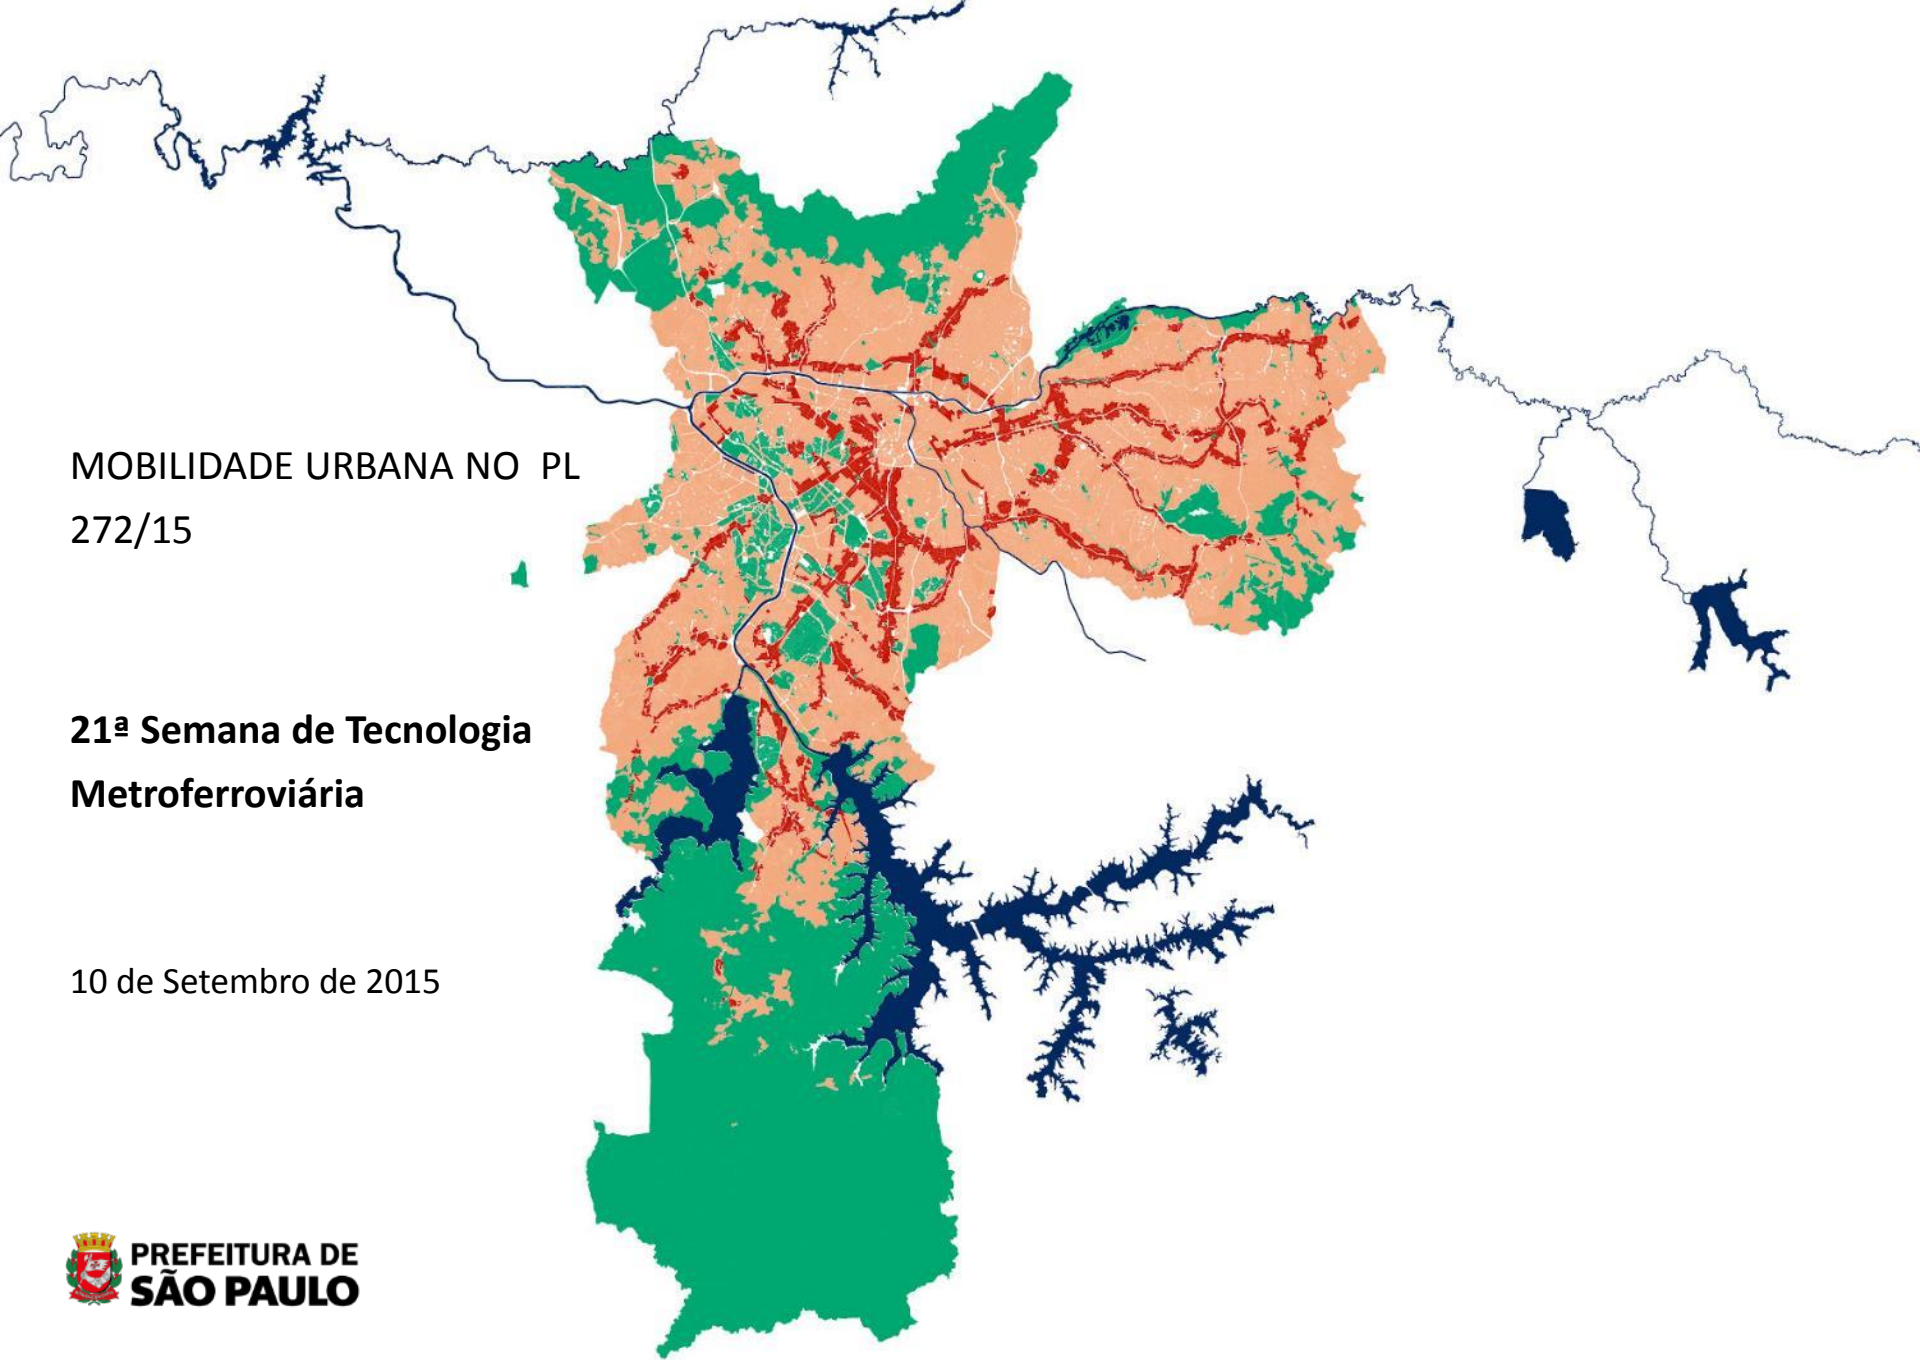 MOBILIDADE URBANA NO PL
272/15
21ª Semana de Tecnologia
Metroferroviária
10 de Setembro de 2015
PREFEITURA DE
SÃO PAULO